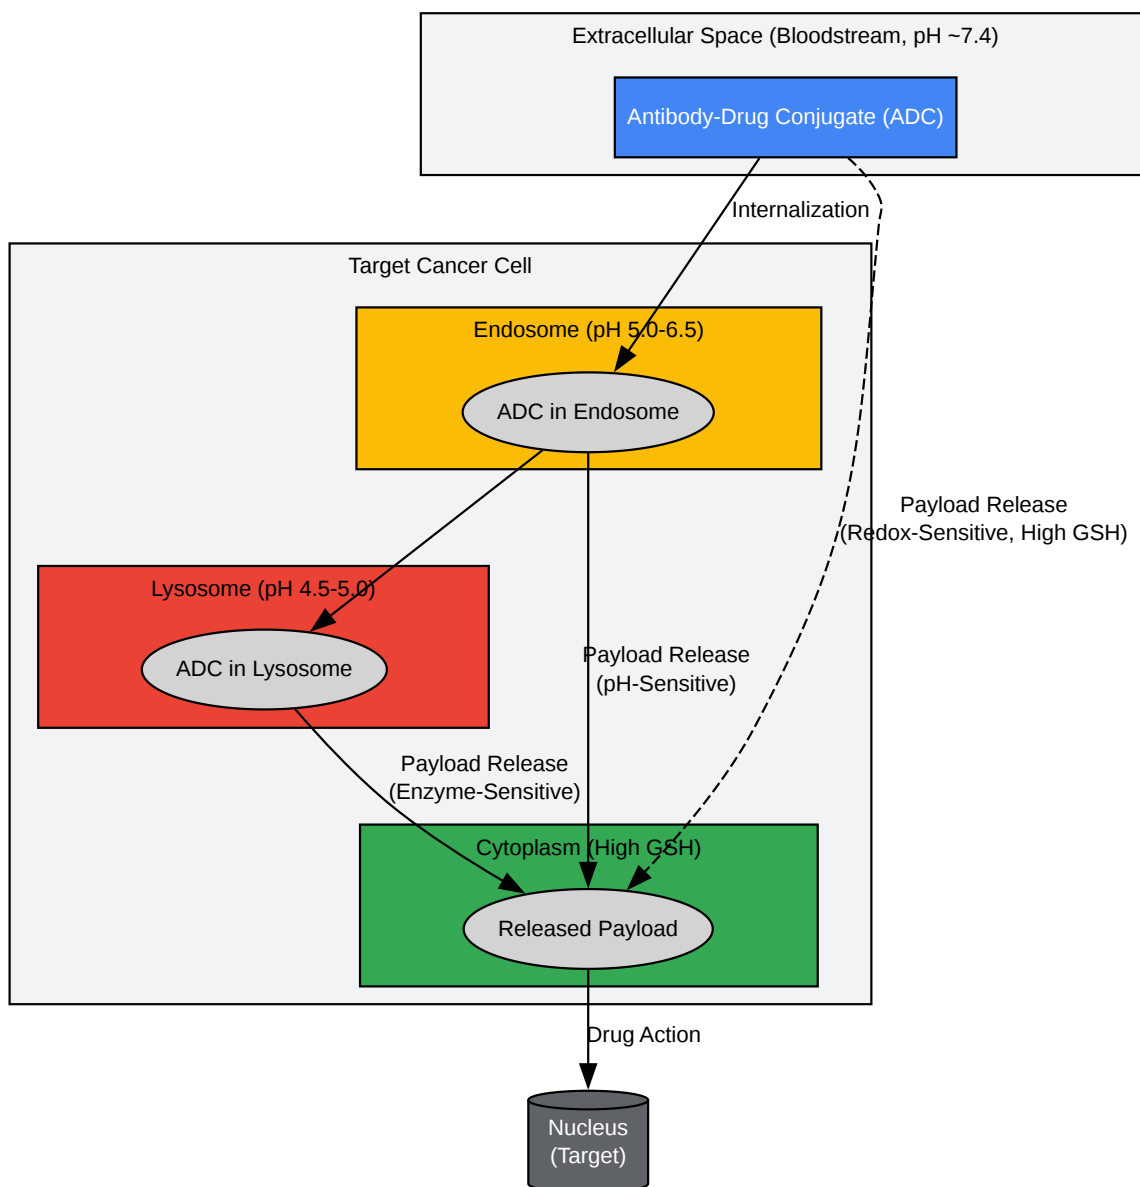 Extracellular Space (Bloodstream, pH ~7.4)
Antibody-Drug Conjugate (ADC)
Internalization
Target Cancer Cell
Endosome (pH 5.0-6.5)
ADC in Endosome
Payload Release
(Redox-Sensitive, High GSH)
Lysosome (pH 4.5-5.0)
ADC in Lysosome
Payload Release
(pH-Sensitive)
Payload Release
(Enzyme-Sensitive)
Cytoplasm (High GSH)
Released Payload
Drug Action
Nucleus
(Target)